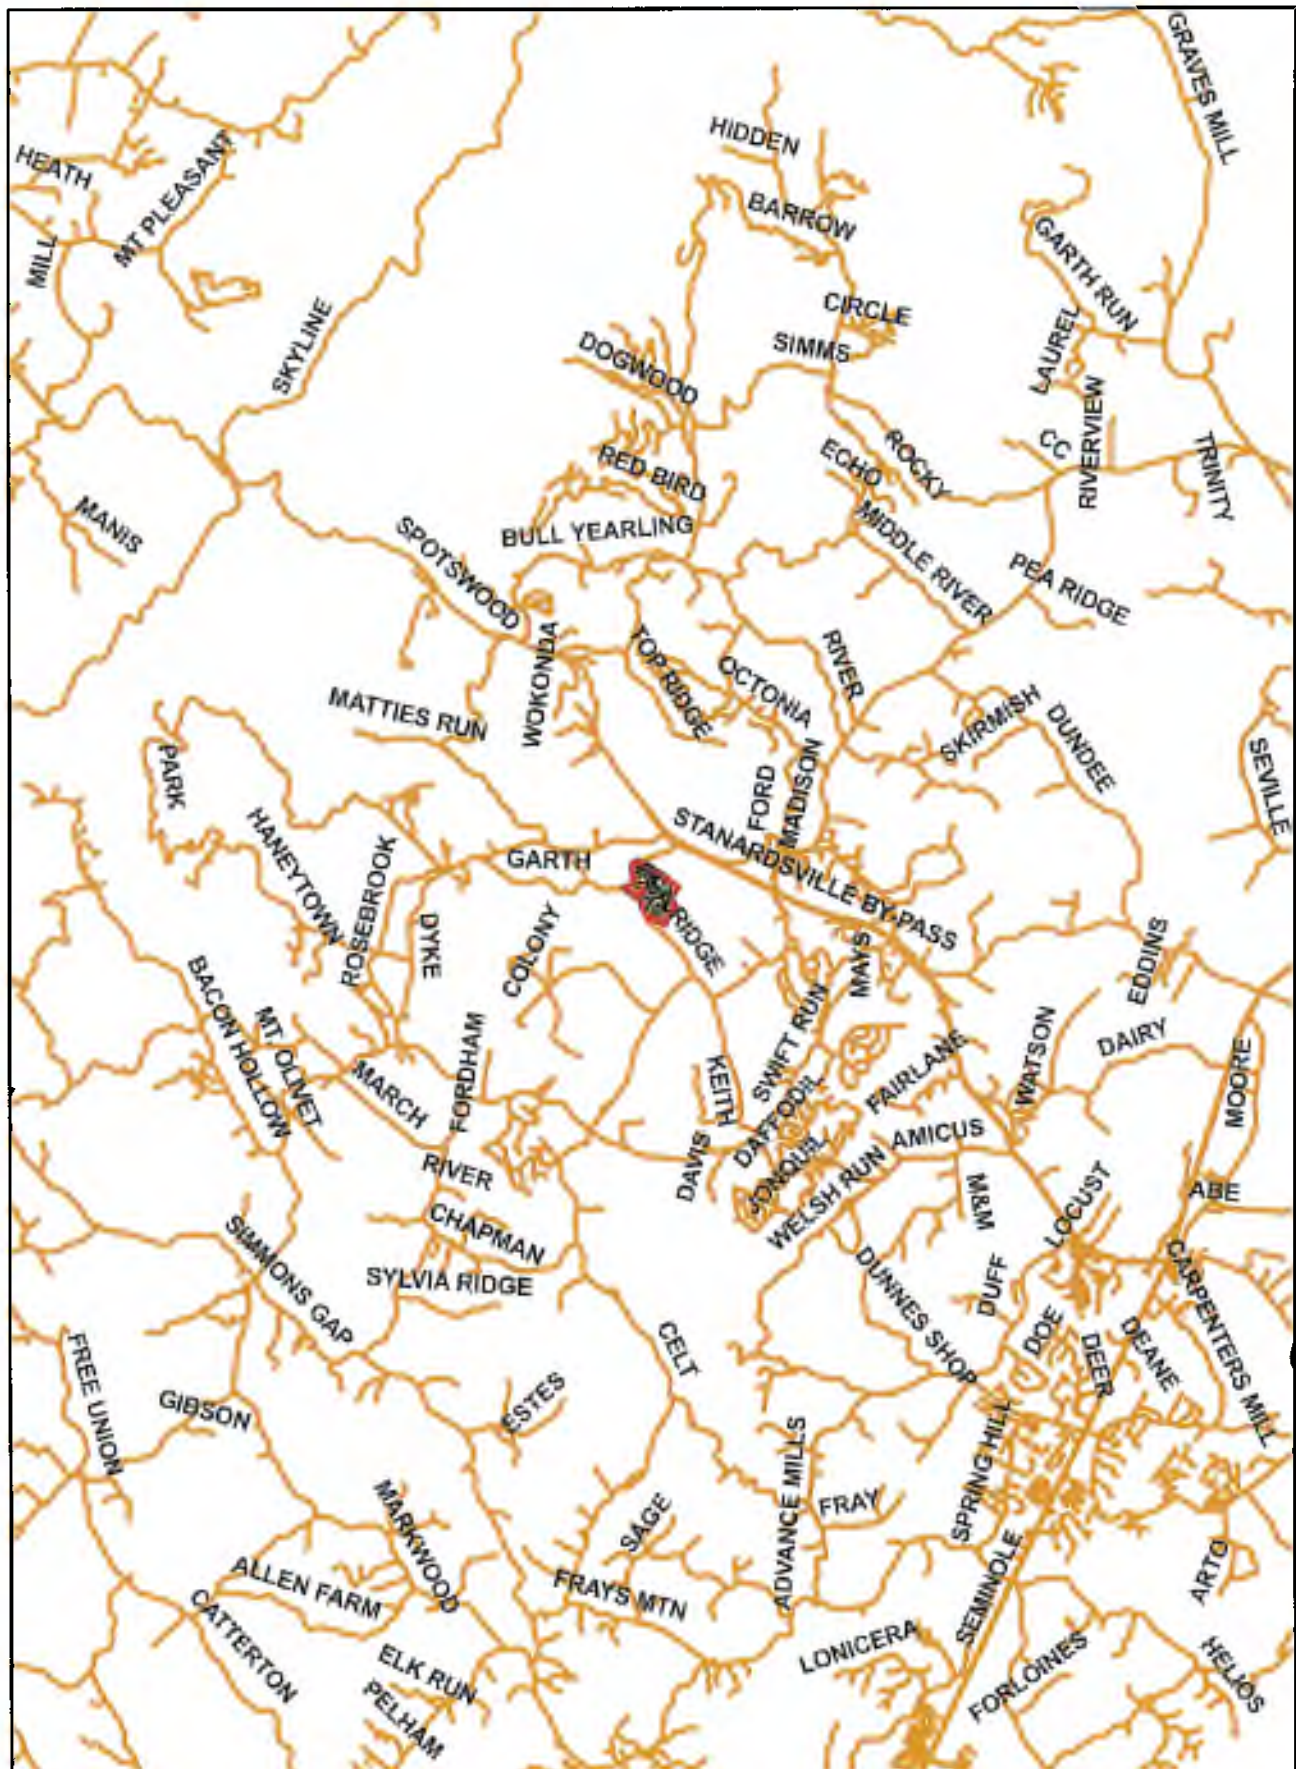 GRAVES MILL
HIDDEN
HEATH
MT PLEASANT
BARROW
MILL
GARTH RUN
CIRCLE
SKYLINE
SIMMS
LAUREL
DOGWOOD
RIVERVIEW
CC
ROCKY
TRINITY
ECHO
RED BIRD
MANIS
BULL YEARLING
MIDDLE RIVER
SPOTSWOOD
PEA RIDGE
WOKONDA
TOP RIDGE
OCTONIA
RIVER
MATTIES RUN
SKIRMISH
DUNDEE
PARK
SEVILLE
FORD
MADISON
HANEYTOWN
ROSEBROOK
GARTH
STANARDSVILLE BY-PASS
RIDGE
DYKE
COLONY
MAYS
EDDINS
BACON HOLLOW
MT. OLIVET
MARCH
FORDHAM
SWIFT RUN
KEITH
FAIRLANE
WATSON
DAIRY
MOORE
DAFFODIL
DAVIS
JONQUIL
AMICUS
RIVER
WELSH RUN
M&M
LOCUST
ABE
CHAPMAN
SIMMONS GAP
SYLVIA RIDGE
DUNNES SHOP
DUFF
CARPENTERS MILL
DOE
DEER
DEANE
CELT
FREE UNION
GIBSON
ESTES
ADVANCE MILLS
SPRING HILL
MARKWOOD
SAGE
FRAY
ARTO
ALLEN FARM
FRAYS MTN
SEMINOLE
CATTERTON
LONICERA
FORLOINES
HELIOS
ELK RUN
PELHAM